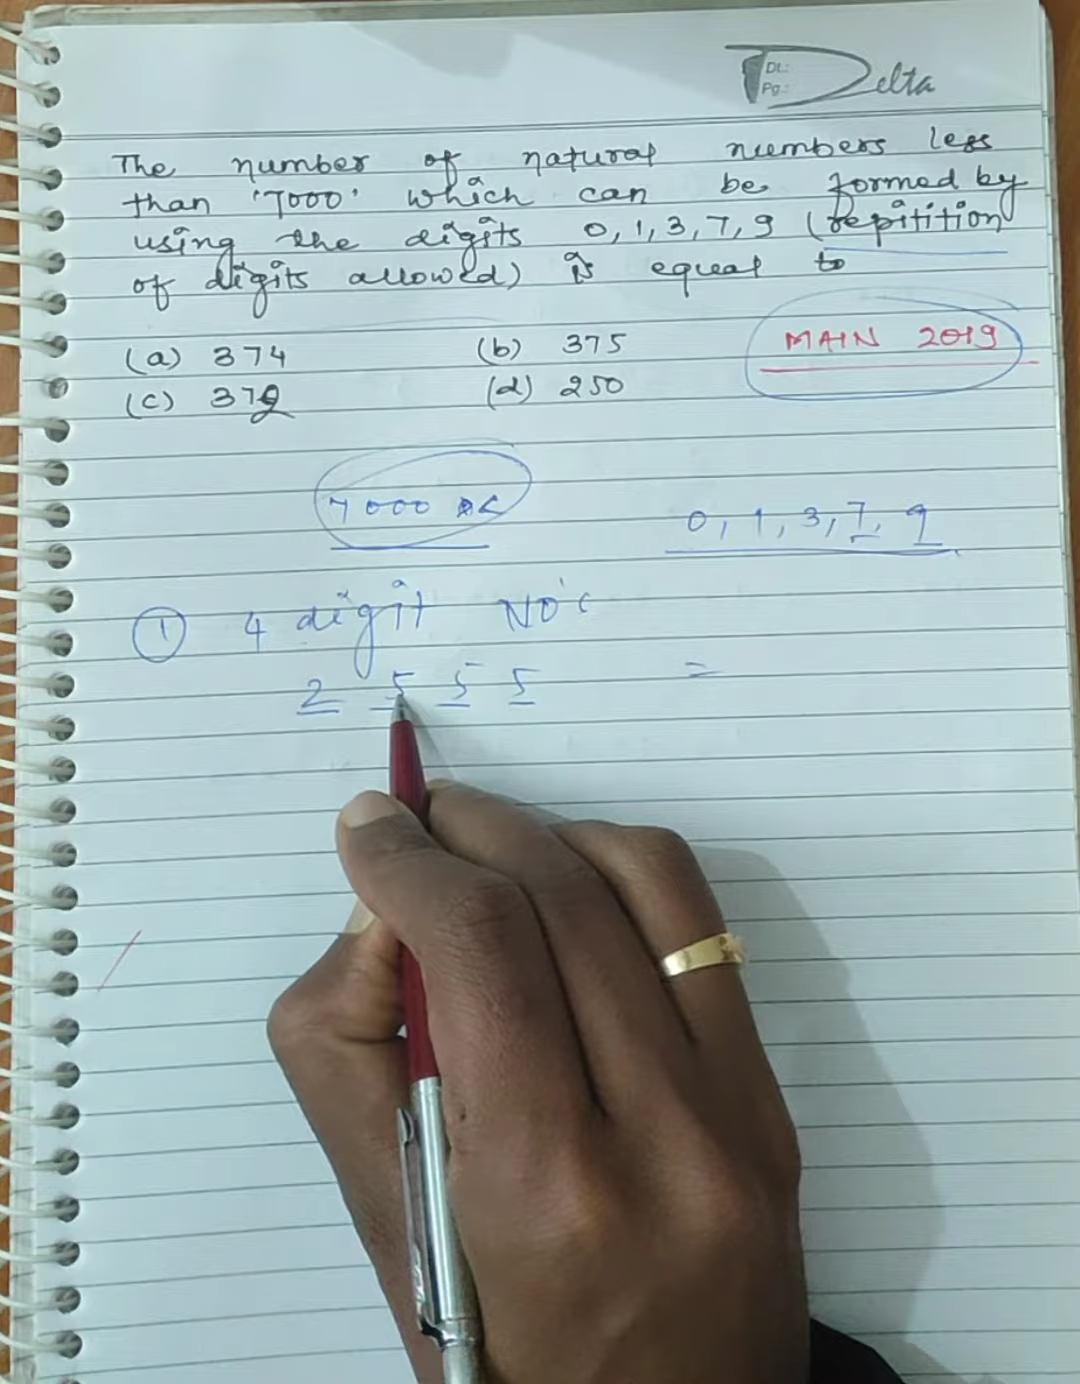 Dt.:
Pg.:
Delta
The number of natural numbers less
than '7000' which can be formed by
using the digits 0, 1, 3, 7, 9 (repitition
of digits allowed) is equal to
(a) 374 (b) 375
(c) 372 (d) 250
MAIN 2019
7000 <
0, 1, 3, 7, 9
① 4 digit NO's
2 5 5 5 =